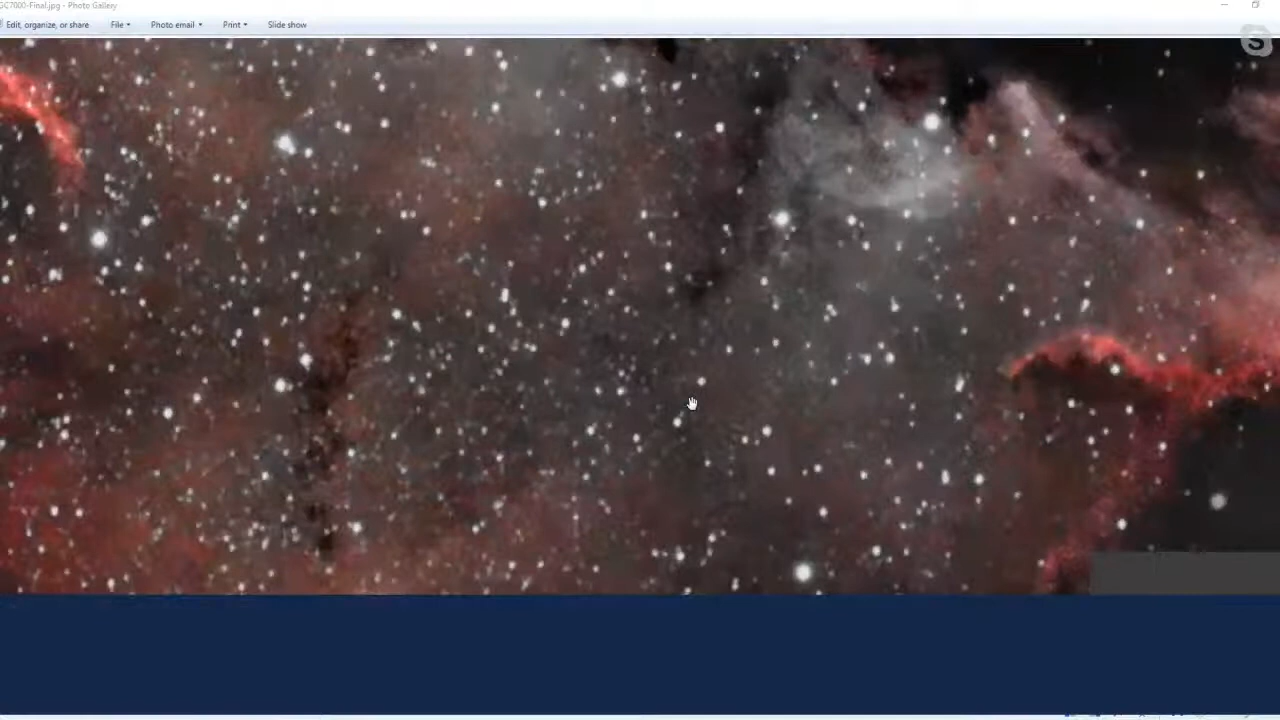 GC7000-Final.jpg - Photo Gallery
Edit, organize, or share File Photo email Print Slide show
S